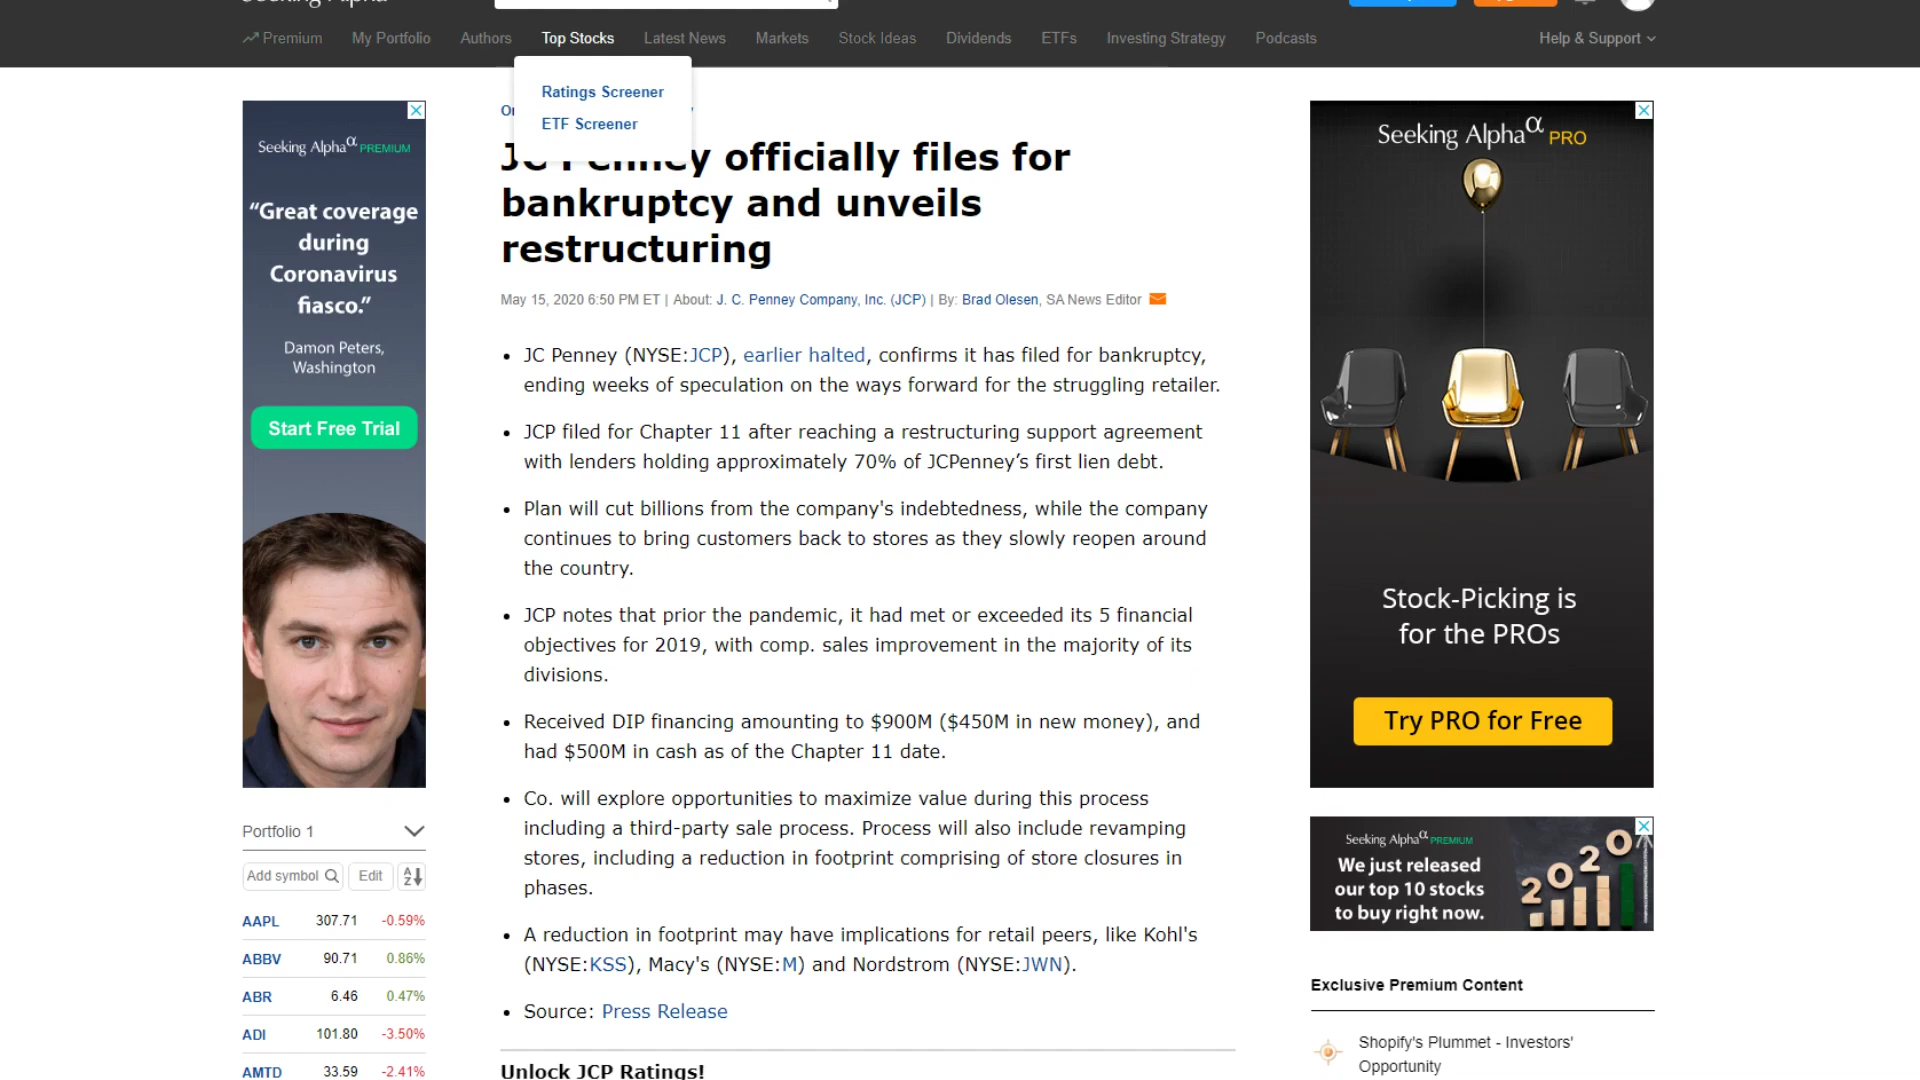 Premium My Portfolio Authors Top Stocks Latest News Markets Stock Ideas Dividends ETFs Investing Strategy Podcasts Help & Support
Ratings Screener
ETF Screener
JC Penney officially files for
bankruptcy and unveils
restructuring
May 15, 2020 6:50 PM ET | About: J. C. Penney Company, Inc. (JCP) | By: Brad Olesen, SA News Editor
• JC Penney (NYSE:JCP), earlier halted, confirms it has filed for bankruptcy,
ending weeks of speculation on the ways forward for the struggling retailer.
• JCP filed for Chapter 11 after reaching a restructuring support agreement
with lenders holding approximately 70% of JCPenney’s first lien debt.
• Plan will cut billions from the company's indebtedness, while the company
continues to bring customers back to stores as they slowly reopen around
the country.
• JCP notes that prior the pandemic, it had met or exceeded its 5 financial
objectives for 2019, with comp. sales improvement in the majority of its
divisions.
• Received DIP financing amounting to $900M ($450M in new money), and
had $500M in cash as of the Chapter 11 date.
• Co. will explore opportunities to maximize value during this process
including a third-party sale process. Process will also include revamping
stores, including a reduction in footprint comprising of store closures in
phases.
• A reduction in footprint may have implications for retail peers, like Kohl's
(NYSE:KSS), Macy's (NYSE:M) and Nordstrom (NYSE:JWN).
• Source: Press Release
Unlock JCP Ratings!
Seeking Alphaα PREMIUM
“Great coverage
during
Coronavirus
fiasco.”
Damon Peters,
Washington
Start Free Trial
Portfolio 1
Add symbol Edit AZ
AAPL 307.71 -0.59%
ABBV 90.71 0.86%
ABR 6.46 0.47%
ADI 101.80 -3.50%
AMTD 33.59 -2.41%
Seeking Alphaα PRO
Stock-Picking is
for the PROs
Try PRO for Free
Seeking Alphaα PREMIUM
We just released
our top 10 stocks
to buy right now.
2020
Exclusive Premium Content
Shopify's Plummet - Investors'
Opportunity